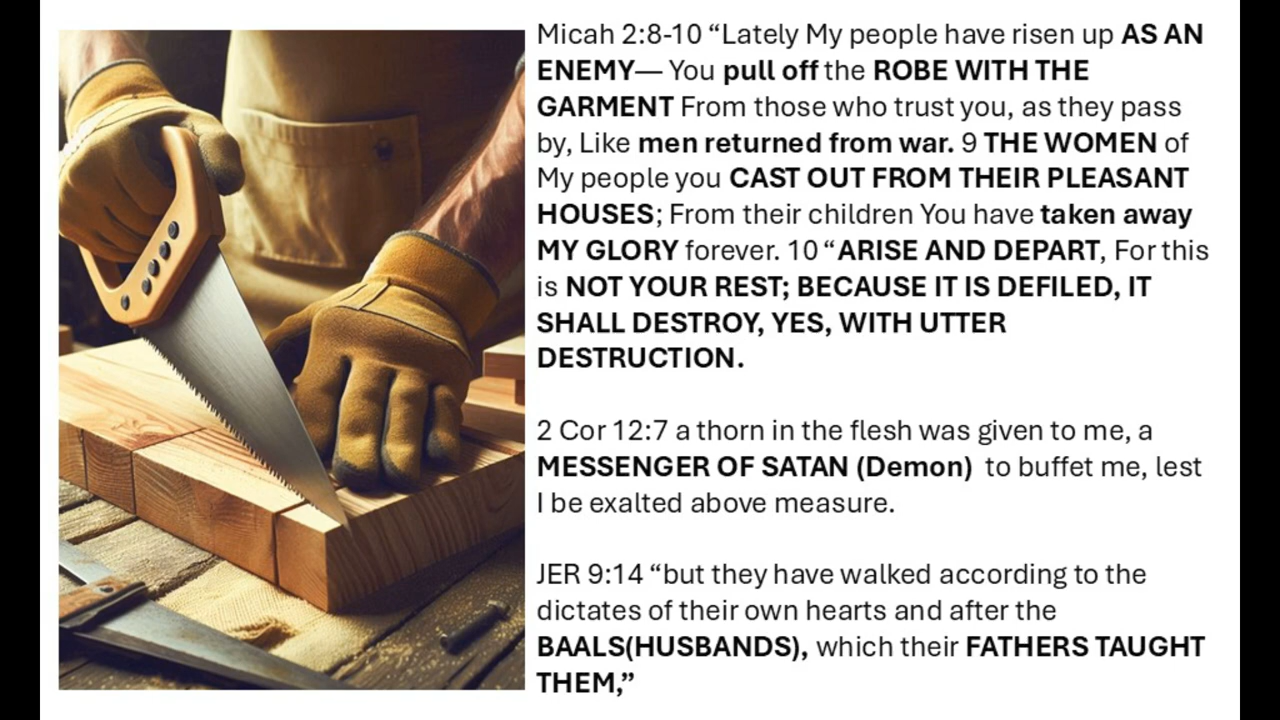 Micah 2:8-10 “Lately My people have risen up AS AN
ENEMY— You pull off the ROBE WITH THE
GARMENT From those who trust you, as they pass
by, Like men returned from war. 9 THE WOMEN of
My people you CAST OUT FROM THEIR PLEASANT
HOUSES; From their children You have taken away
MY GLORY forever. 10 “ARISE AND DEPART, For this
is NOT YOUR REST; BECAUSE IT IS DEFILED, IT
SHALL DESTROY, YES, WITH UTTER
DESTRUCTION.
2 Cor 12:7 a thorn in the flesh was given to me, a
MESSENGER OF SATAN (Demon) to buffet me, lest
I be exalted above measure.
JER 9:14 “but they have walked according to the
dictates of their own hearts and after the
BAALS(HUSBANDS), which their FATHERS TAUGHT
THEM,”